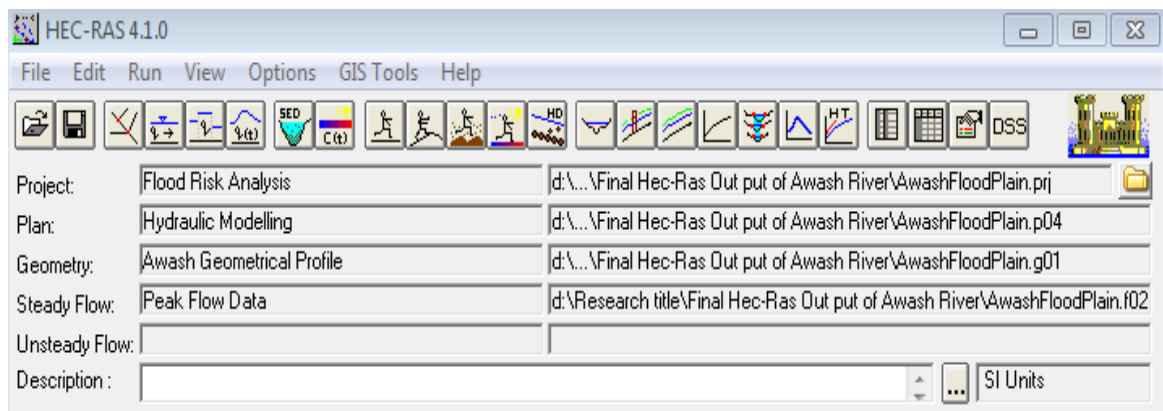 HEC-RAS 4.1.0
File Edit Run View Options GIS Tools Help
SED C(t) HD HT DSS
Project: Flood Risk Analysis d:\...\Final Hec-Ras Out put of Awash River\AwashFloodPlain.prj
Plan: Hydraulic Modelling d:\...\Final Hec-Ras Out put of Awash River\AwashFloodPlain.p04
Geometry: Awash Geometrical Profile d:\...\Final Hec-Ras Out put of Awash River\AwashFloodPlain.g01
Steady Flow: Peak Flow Data d:\Research title\Final Hec-Ras Out put of Awash River\AwashFloodPlain.f02
Unsteady Flow:
Description : ... SI Units